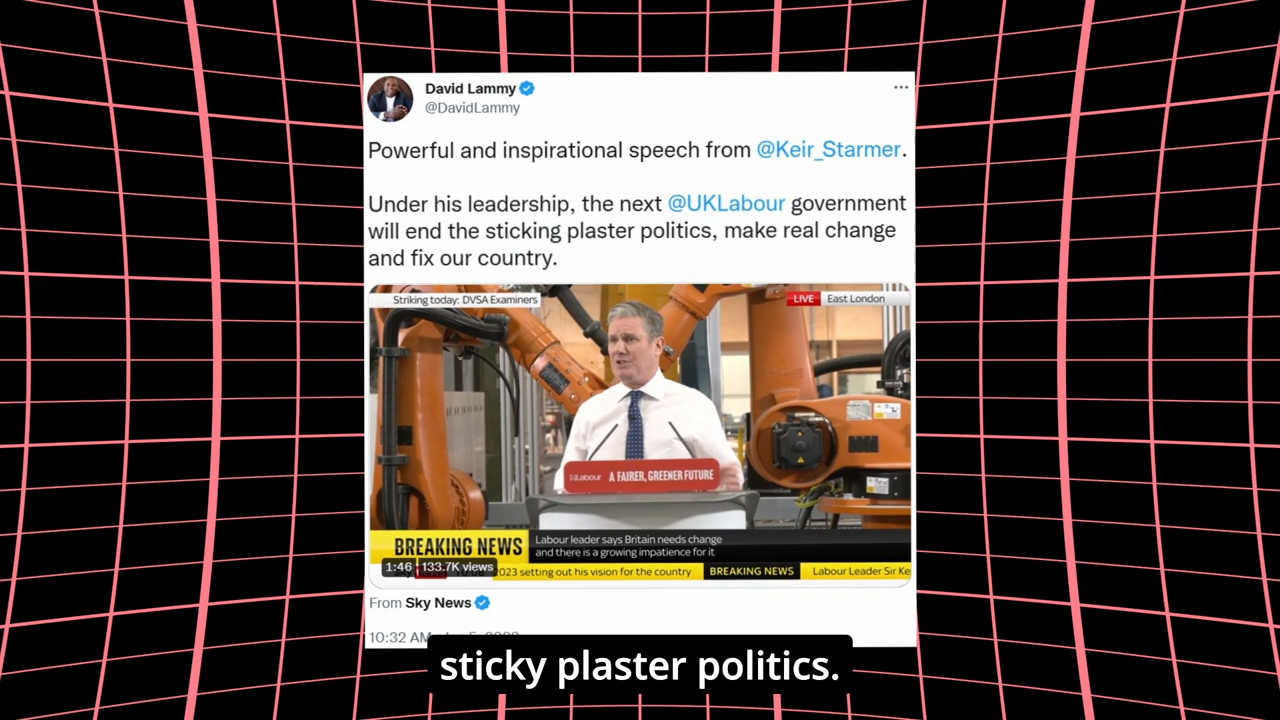 David Lammy
@DavidLammy
Powerful and inspirational speech from @Keir_Starmer.
Under his leadership, the next @UKLabour government
will end the sticking plaster politics, make real change
and fix our country.
Striking today: DVSA Examiners
LIVE East London
Labour A FAIRER, GREENER FUTURE
BREAKING NEWS
Labour leader says Britain needs change
and there is a growing impatience for it
1:46 133.7K views
2023 setting out his vision for the country BREAKING NEWS Labour Leader Sir Ke
From Sky News
10:32 AM
sticky plaster politics.